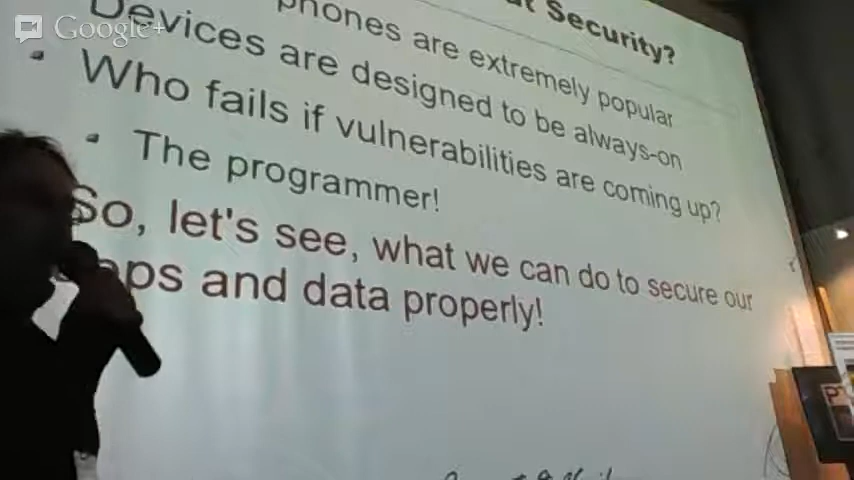 Google+
Security?
phones are extremely popular
Devices are designed to be always-on
Who fails if vulnerabilities are coming up?
The programmer!
So, let's see, what we can do to secure our
apps and data properly!